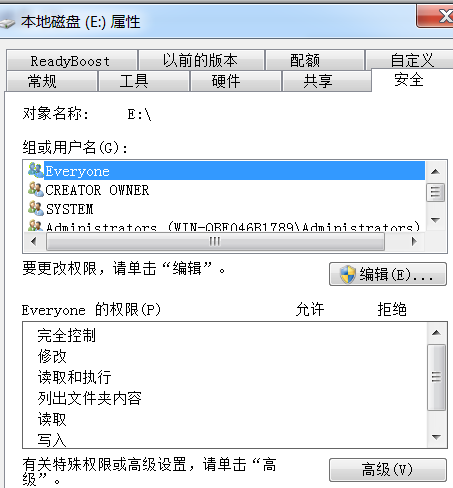 本地磁盘 (E:) 属性
ReadyBoost 以前的版本 配额 自定义
常规 工具 硬件 共享 安全
对象名称: E:\
组或用户名(G):
Everyone
CREATOR OWNER
SYSTEM
Administrators (WIN-QBEO46B1789\Administrators)
要更改权限，请单击“编辑”。
编辑(E)...
Everyone 的权限(P) 允许 拒绝
完全控制
修改
读取和执行
列出文件夹内容
读取
写入
有关特殊权限或高级设置，请单击“高
级”。
高级(V)